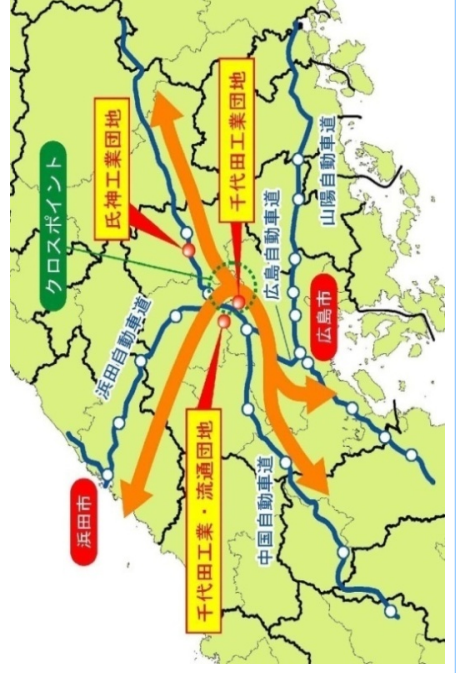 クロスポイント
氏神工業団地
千代田工業団地
浜田自動車道
広島自動車道
山陽自動車道
浜田市
広島市
千代田工業・流通団地
中国自動車道